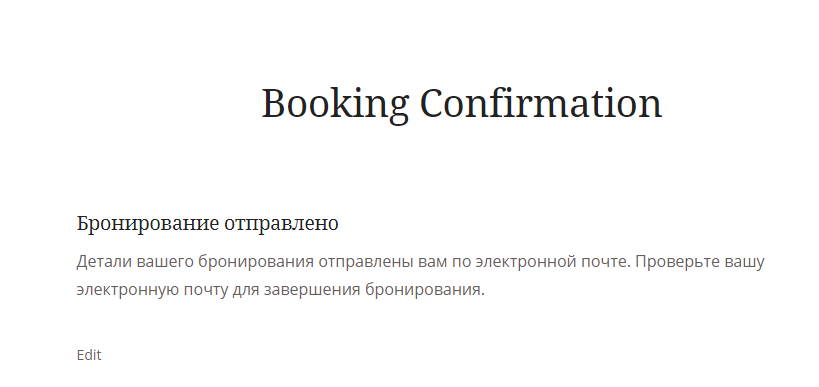 Booking Confirmation
Бронирование отправлено
Детали вашего бронирования отправлены вам по электронной почте. Проверьте вашу
электронную почту для завершения бронирования.
Edit